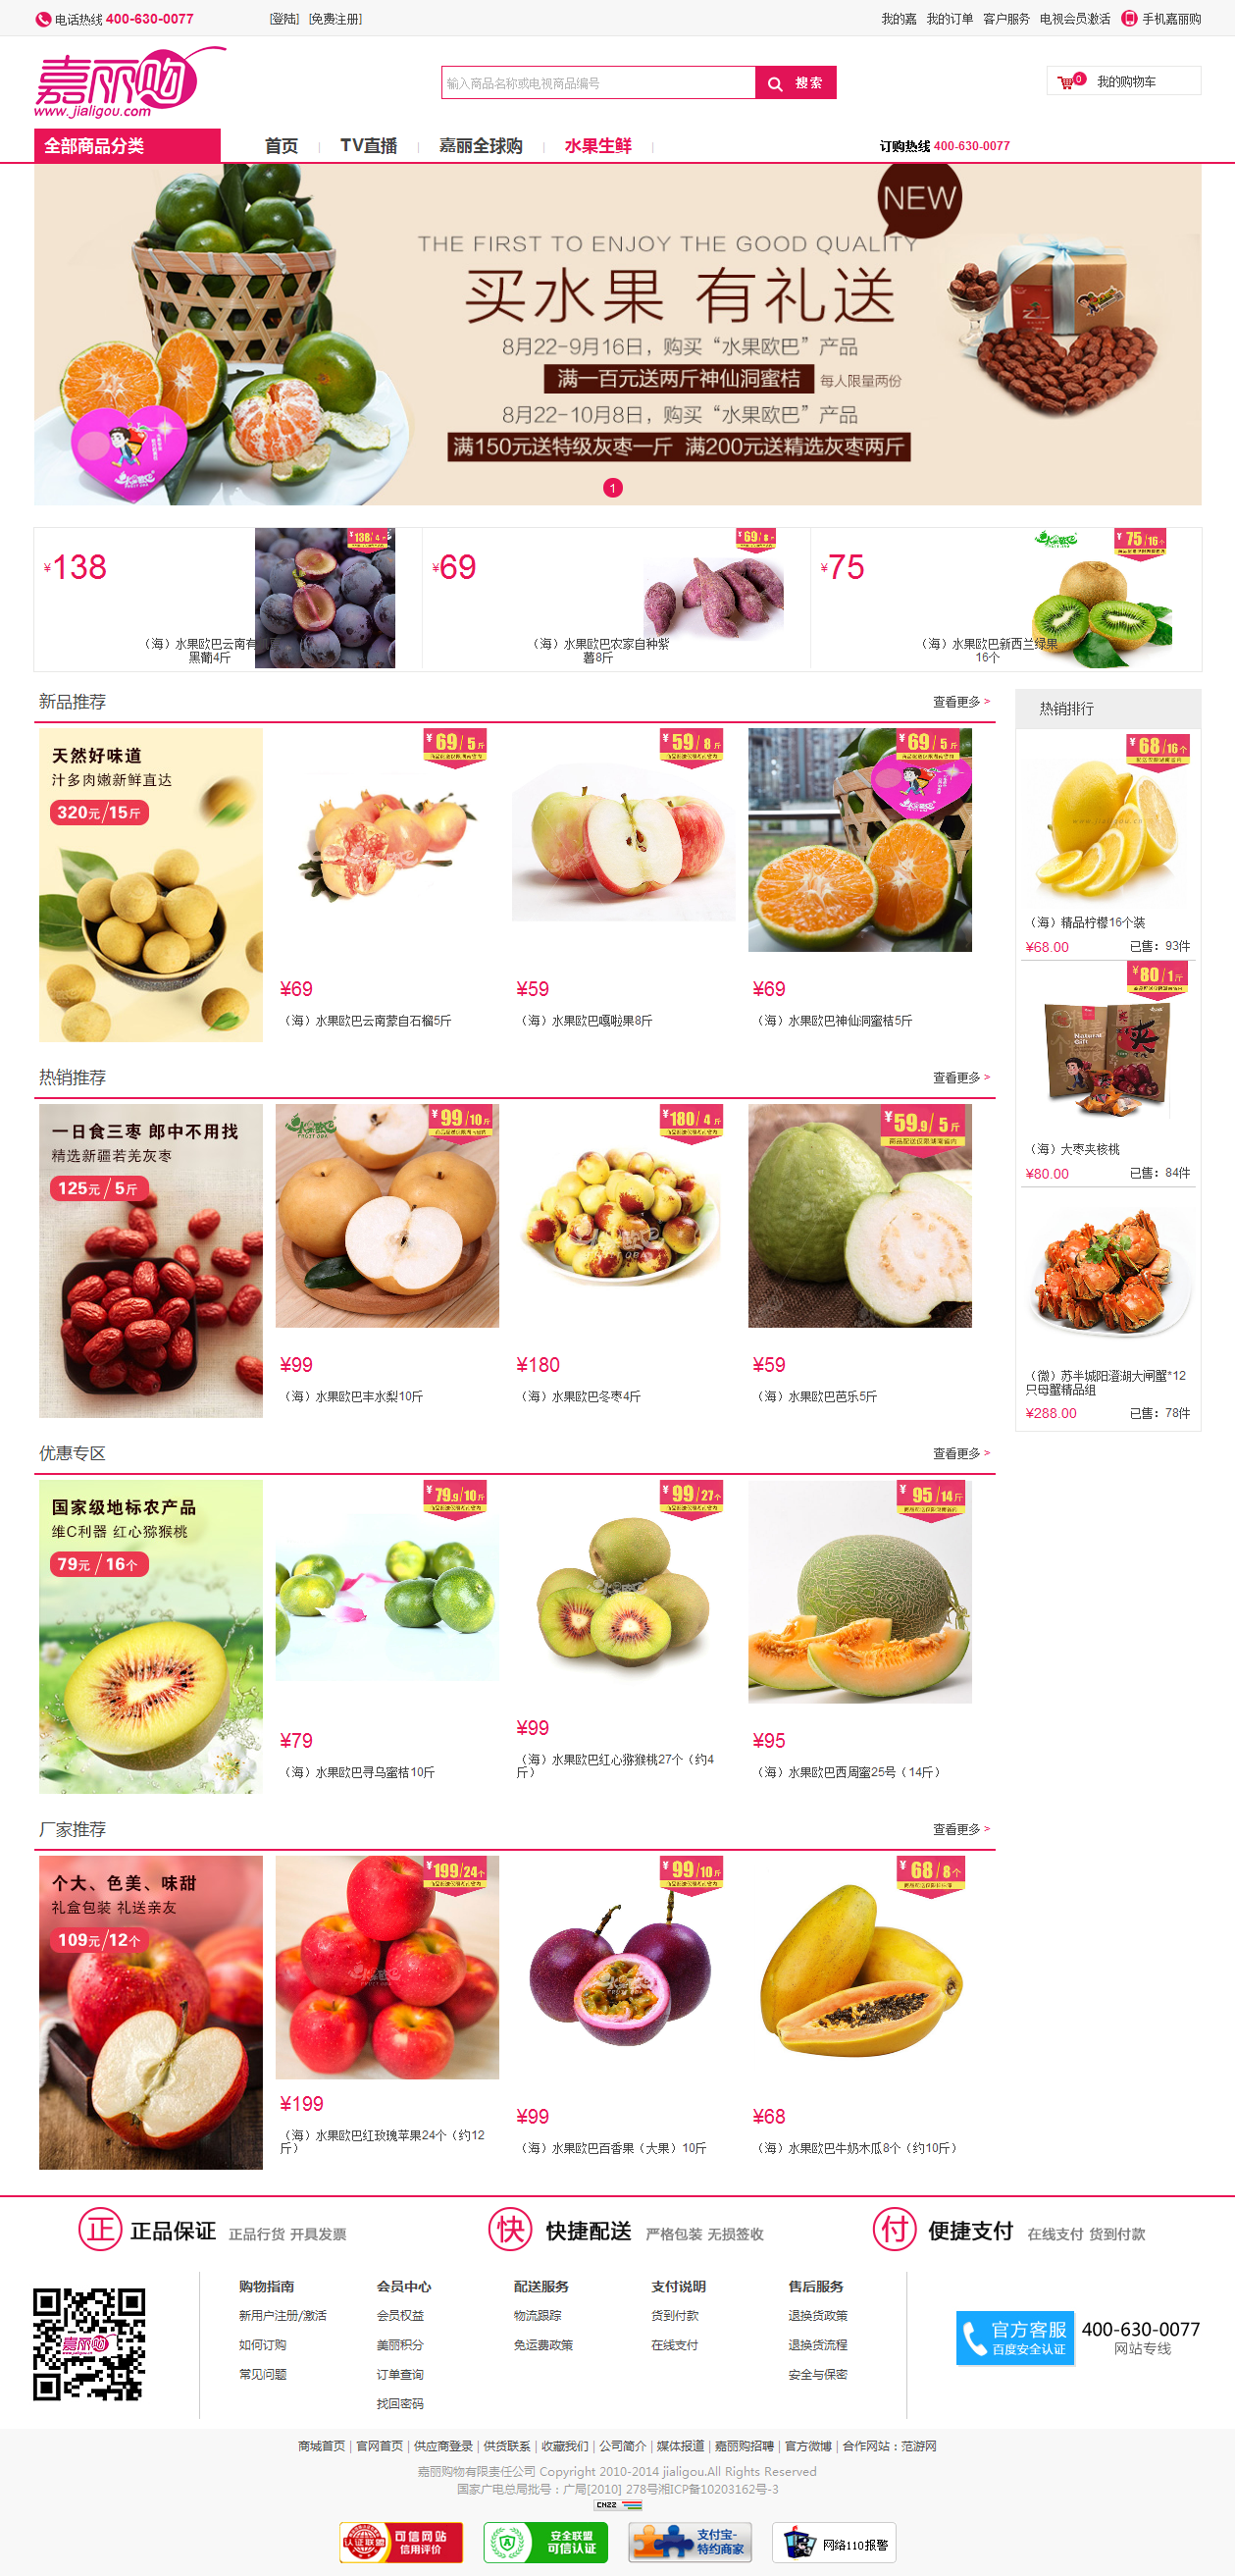 电话热线 400-630-0077 [登陆] [免费注册] 我的嘉 我的订单 客户服务 电视会员激活 手机嘉丽购
嘉丽购
www.jialigou.com
输入商品名称或电视商品编号 搜索 0 我的购物车
全部商品分类 首页 | TV直播 | 嘉丽全球购 | 水果生鲜 | 订购热线 400-630-0077
NEW
THE FIRST TO ENJOY THE GOOD QUALITY
买水果 有礼送
8月22-9月16日，购买“水果欧巴”产品
满一百元送两斤神仙洞蜜桔 每人限量两份
8月22-10月8日，购买“水果欧巴”产品
满150元送特级灰枣一斤 满200元送精选灰枣两斤
1
¥138 ¥138/4斤
（海）水果欧巴云南有
黑葡4斤
¥69 ¥69/8斤
（海）水果欧巴农家自种紫
薯8斤
¥75 ¥75/16个
（海）水果欧巴新西兰绿果
16个
新品推荐 查看更多 >
天然好味道
汁多肉嫩新鲜直达
320元/15斤
¥69/5斤
¥69
（海）水果欧巴云南蒙自石榴5斤
¥59/8斤
¥59
（海）水果欧巴嘎啦果8斤
¥69/5斤
¥69
（海）水果欧巴神仙洞蜜桔5斤
热销推荐 查看更多 >
一日食三枣 郎中不用找
精选新疆若羌灰枣
125元/5斤
¥99/10斤
¥99
（海）水果欧巴丰水梨10斤
¥180/4斤
¥180
（海）水果欧巴冬枣4斤
¥59.9/5斤
商品配送仅限湖南省内
¥59
（海）水果欧巴芭乐5斤
优惠专区 查看更多 >
国家级地标农产品
维C利器 红心猕猴桃
79元/16个
¥79.9/10斤
¥79
（海）水果欧巴寻乌蜜桔10斤
¥99/27个
¥99
（海）水果欧巴红心猕猴桃27个（约4
斤）
¥95/14斤
¥95
（海）水果欧巴西周蜜25号（14斤）
厂家推荐 查看更多 >
个大、色美、味甜
礼盒包装 礼送亲友
109元/12个
¥199/24个
¥199
（海）水果欧巴红玫瑰苹果24个（约12
斤）
¥99/10斤
¥99
（海）水果欧巴百香果（大果）10斤
¥68/8个
¥68
（海）水果欧巴牛奶木瓜8个（约10斤）
热销排行
¥68/16个
www.jialigou.cn
（海）精品柠檬16个装
¥68.00 已售：93件
¥80/1斤
Natural
Gift
夹
（海）大枣夹核桃
¥80.00 已售：84件
（微）苏半城阳澄湖大闸蟹*12
只母蟹精品组
¥288.00 已售：78件
正 正品保证 正品行货 开具发票
快 快捷配送 严格包装 无损签收
付 便捷支付 在线支付 货到付款
嘉丽购
购物指南 会员中心 配送服务 支付说明 售后服务
新用户注册/激活 会员权益 物流跟踪 货到付款 退换货政策
如何订购 美丽积分 免运费政策 在线支付 退换货流程
常见问题 订单查询 安全与保密
找回密码
官方客服
百度安全认证
400-630-0077
网站专线
商城首页 | 官网首页 | 供应商登录 | 供货联系 | 收藏我们 | 公司简介 | 媒体报道 | 嘉丽购招聘 | 官方微博 | 合作网站：范游网
嘉丽购物有限责任公司 Copyright 2010-2014 jialigou.All Rights Reserved
国家广电总局批号：广局[2010] 278号湘ICP备10203162号-3
CNZZ
认证联盟 可信网站
信用评价
安全联盟
可信认证
支付宝-
特约商家
网络110报警